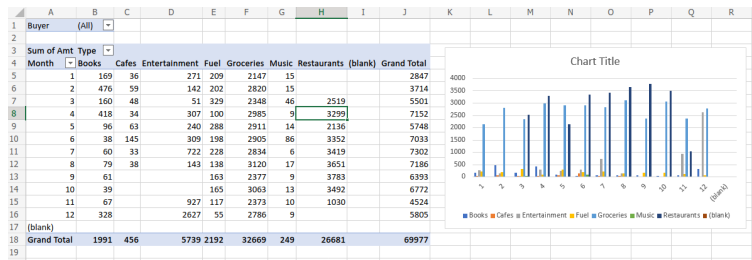 A B C D E F G H I J K L M N O P Q R
1 Buyer (All)
2
3 Sum of Amt Type
4 Month Books Cafes Entertainment Fuel Groceries Music Restaurants (blank) Grand Total
5 1 169 36 271 209 2147 15 2847
6 2 476 59 142 202 2820 15 3714
7 3 160 48 51 329 2348 46 2519 5501
8 4 418 34 307 100 2985 9 3299 7152
9 5 96 63 240 288 2911 14 2136 5748
10 6 38 145 309 198 2905 86 3352 7033
11 7 60 33 722 228 2834 6 3419 7302
12 8 79 38 143 138 3120 17 3651 7186
13 9 61 163 2377 9 3783 6393
14 10 39 165 3063 13 3492 6772
15 11 67 927 117 2373 10 1030 4524
16 12 328 2627 55 2786 9 5805
17 (blank)
18 Grand Total 1991 456 5739 2192 32669 249 26681 69977
19
Chart Title
4000
3500
3000
2500
2000
1500
1000
500
0
1 2 3 4 5 6 7 8 9 10 11 12 (blank)
Books Cafes Entertainment Fuel Groceries Music Restaurants (blank)